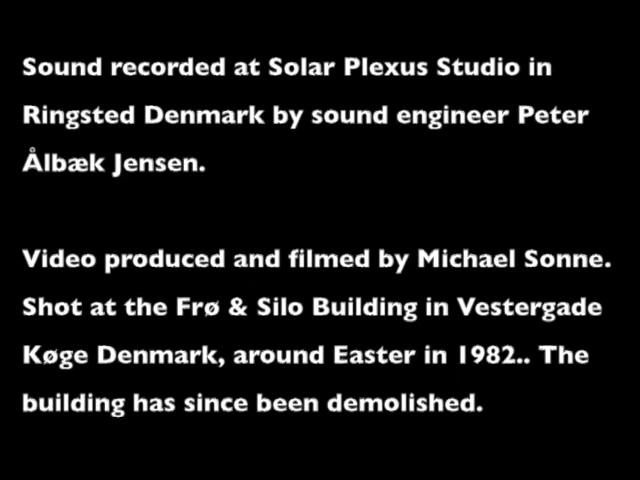 Sound recorded at Solar Plexus Studio in
Ringsted Denmark by sound engineer Peter
Ålbæk Jensen.
Video produced and filmed by Michael Sonne.
Shot at the Frø & Silo Building in Vestergade
Køge Denmark, around Easter in 1982.. The
building has since been demolished.